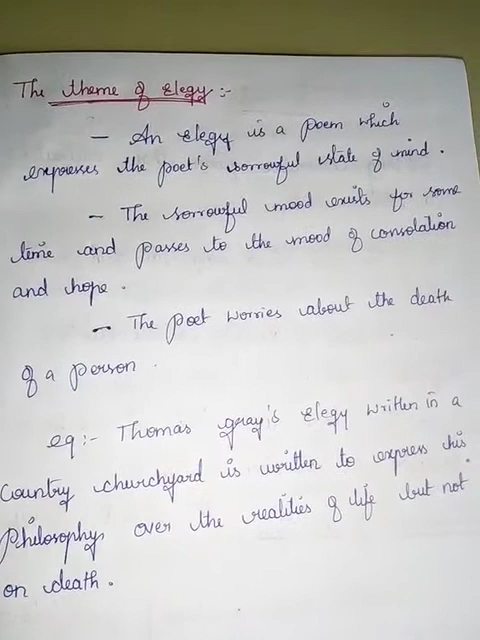 The theme of Elegy :-
- An Elegy is a poem which
expresses the poet's sorrowful state of mind.
- The sorrowful mood exists for some
time and passes to the mood of consolation
and hope.
- The Poet worries about the death
of a person.
eg :- Thomas gray's Elegy written in a
Country churchyard is written to express his
Philosophy over the realities of life but not
on death.